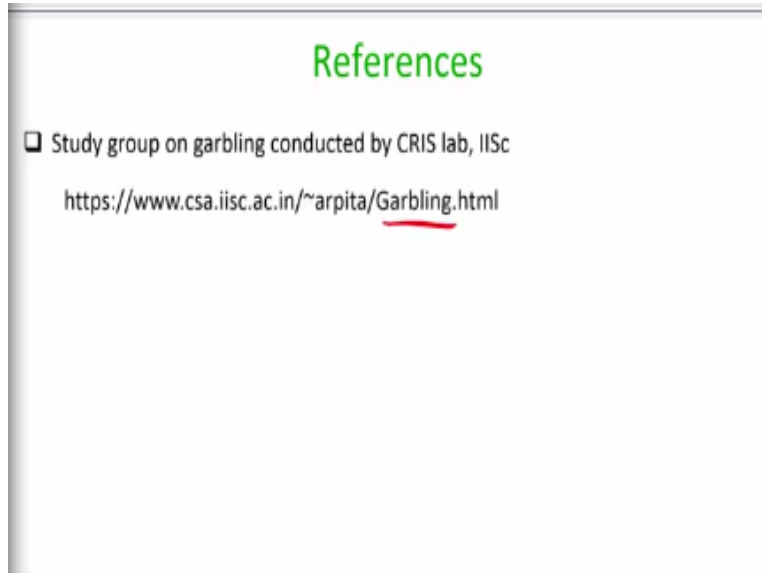 References
Study group on garbling conducted by CRIS lab, IISc
https://www.csa.iisc.ac.in/~arpita/Garbling.html